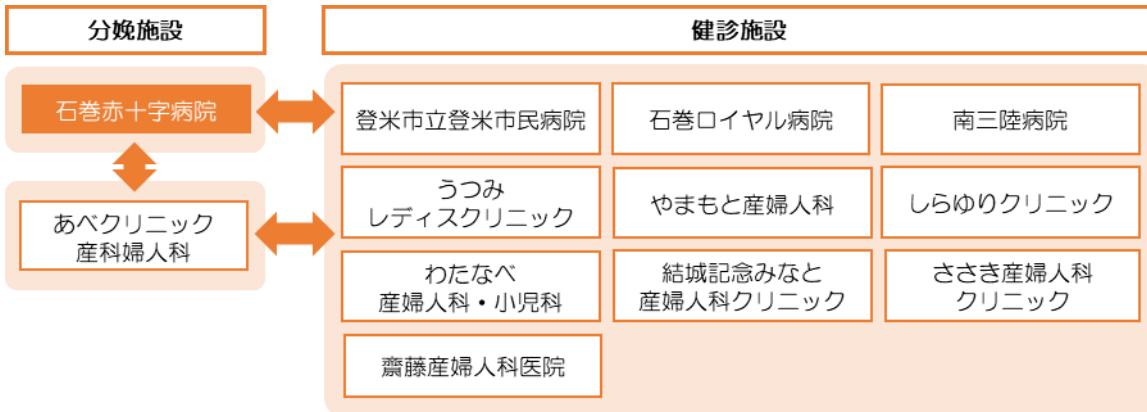 分娩施設
健診施設
石巻赤十字病院
あべクリニック
産科婦人科
登米市立登米市民病院
石巻ロイヤル病院
南三陸病院
うつみ
レディスクリニック
やまもと産婦人科
しらゆりクリニック
わたなべ
産婦人科・小児科
結城記念みなと
産婦人科クリニック
ささき産婦人科
クリニック
齋藤産婦人科医院